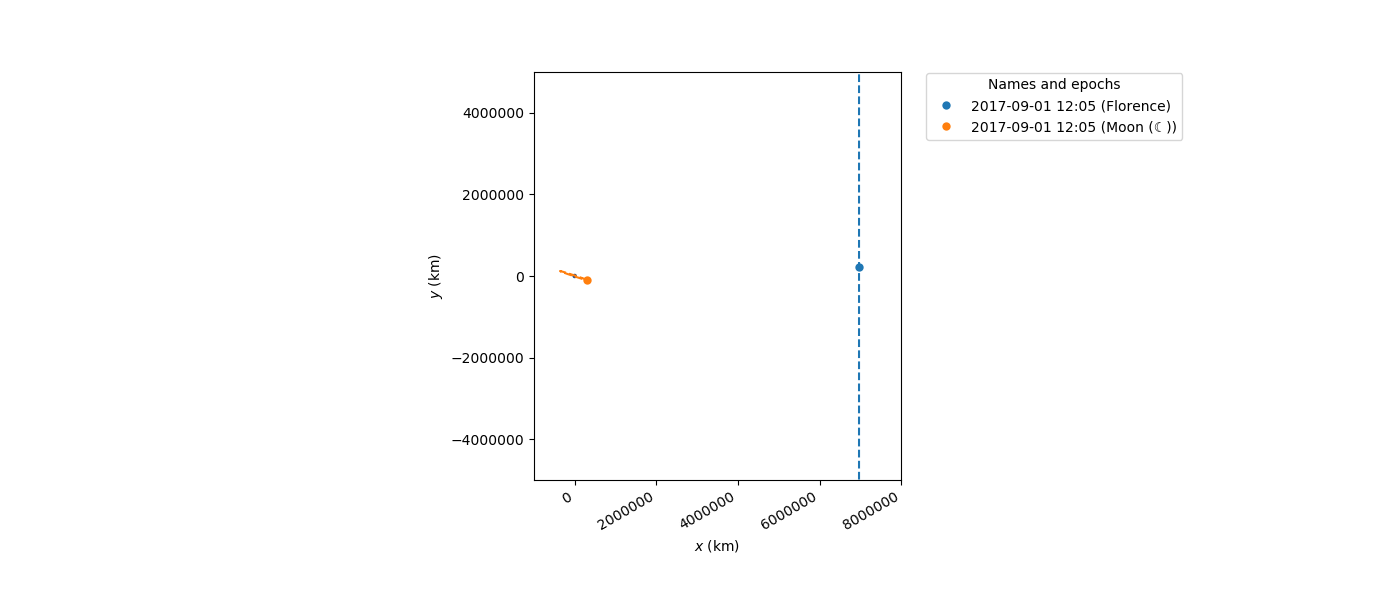 Names and epochs
2017-09-01 12:05 (Florence)
2017-09-01 12:05 (Moon (☾))
4000000
2000000
0
−2000000
−4000000
y (km)
0
2000000
4000000
6000000
8000000
x (km)